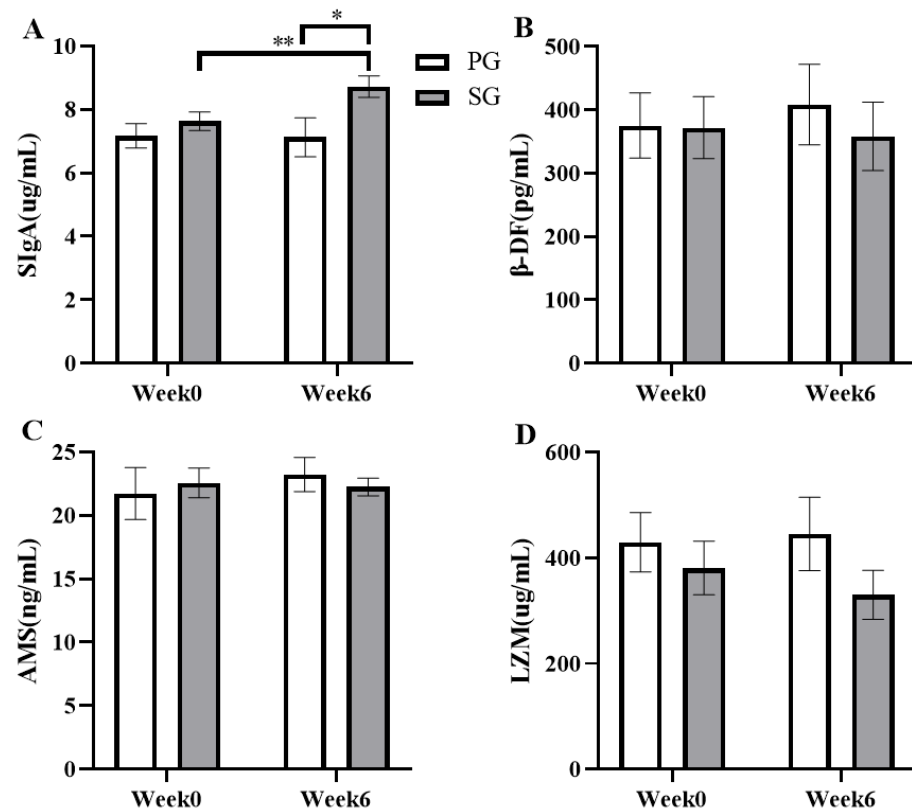 A
SIgA(ug/mL)
10
8
6
4
2
0
**
*
Week0
Week6
PG
SG
B
β-DF(pg/mL)
500
400
300
200
100
0
Week0
Week6
C
AMS(ng/mL)
25
20
15
10
5
0
Week0
Week6
D
LZM(ug/mL)
600
400
200
0
Week0
Week6